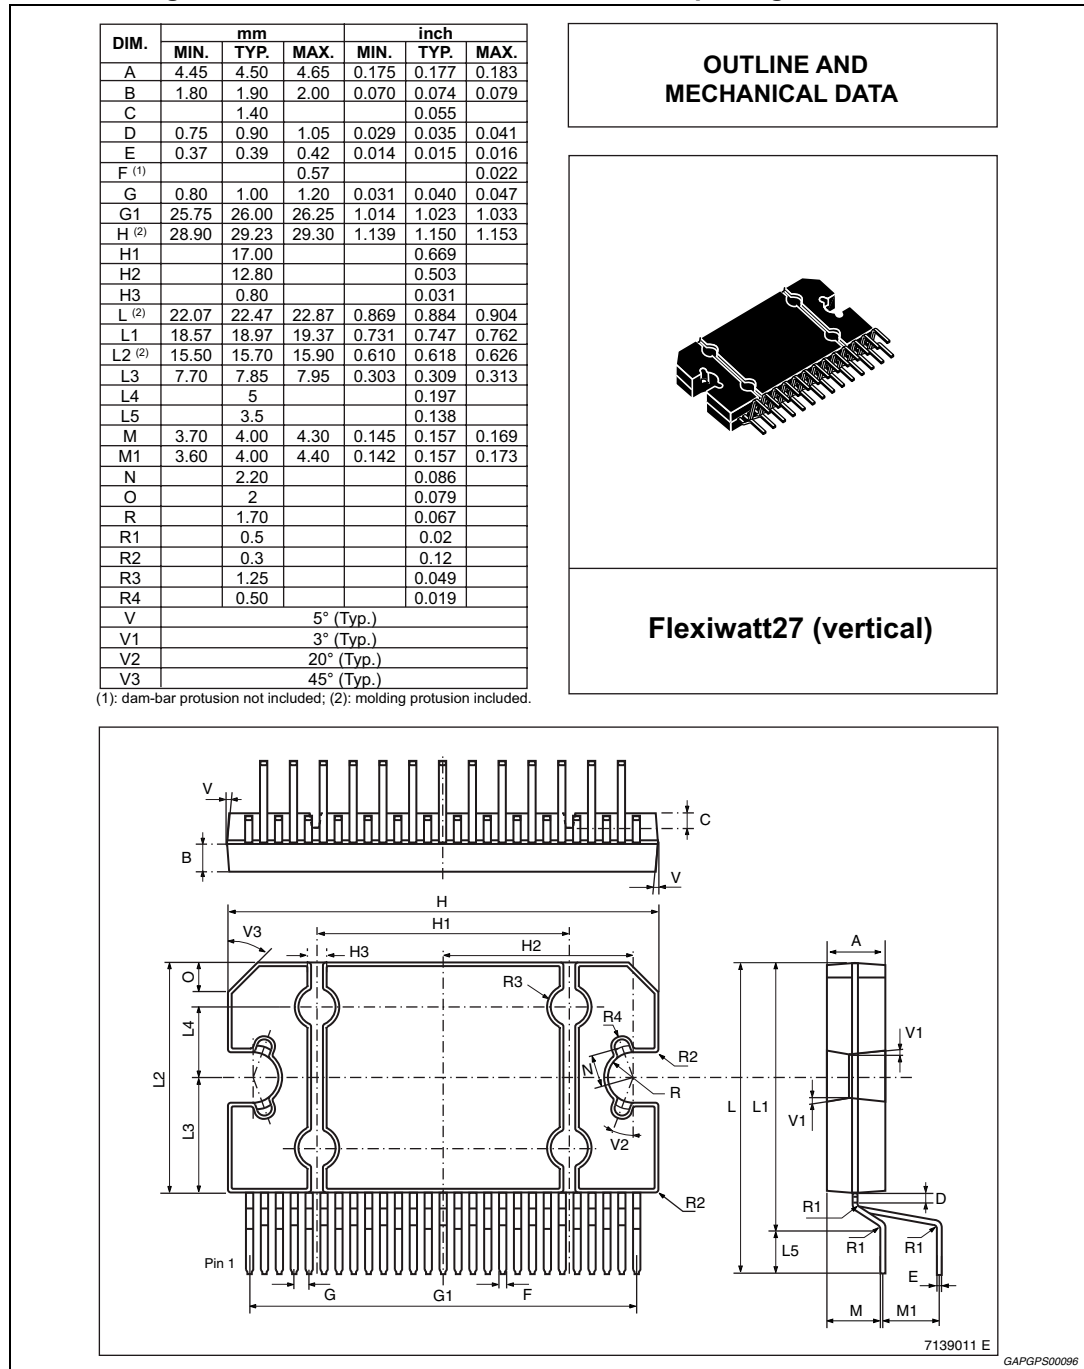 DIM. mm inch
MIN. TYP. MAX. MIN. TYP. MAX.
A 4.45 4.50 4.65 0.175 0.177 0.183
B 1.80 1.90 2.00 0.070 0.074 0.079
C 1.40 0.055
D 0.75 0.90 1.05 0.029 0.035 0.041
E 0.37 0.39 0.42 0.014 0.015 0.016
F (1) 0.57 0.022
G 0.80 1.00 1.20 0.031 0.040 0.047
G1 25.75 26.00 26.25 1.014 1.023 1.033
H (2) 28.90 29.23 29.30 1.139 1.150 1.153
H1 17.00 0.669
H2 12.80 0.503
H3 0.80 0.031
L (2) 22.07 22.47 22.87 0.869 0.884 0.904
L1 18.57 18.97 19.37 0.731 0.747 0.762
L2 (2) 15.50 15.70 15.90 0.610 0.618 0.626
L3 7.70 7.85 7.95 0.303 0.309 0.313
L4 5 0.197
L5 3.5 0.138
M 3.70 4.00 4.30 0.145 0.157 0.169
M1 3.60 4.00 4.40 0.142 0.157 0.173
N 2.20 0.086
O 2 0.079
R 1.70 0.067
R1 0.5 0.02
R2 0.3 0.12
R3 1.25 0.049
R4 0.50 0.019
V 5° (Typ.)
V1 3° (Typ.)
V2 20° (Typ.)
V3 45° (Typ.)
(1): dam-bar protusion not included; (2): molding protusion included.
OUTLINE AND
MECHANICAL DATA
Flexiwatt27 (vertical)
V
C
B
V
H
H1
V3
H3
H2
A
O
R3
L4
R4
V1
L2
N
R2
R
L
L1
L3
V1
V2
D
R2
R1
Pin 1
L5
R1
R1
G
G1
F
E
M
M1
7139011 E
GAPGPS00096